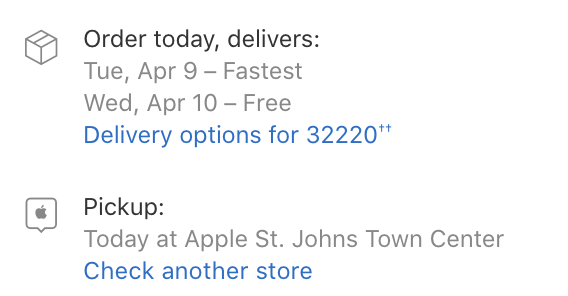 Order today, delivers:
Tue, Apr 9 – Fastest
Wed, Apr 10 – Free
Delivery options for 32220††
Pickup:
Today at Apple St. Johns Town Center
Check another store